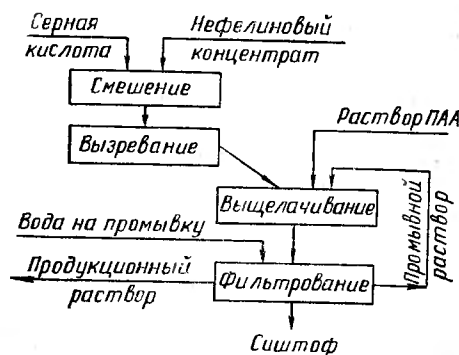 Серная
кислота
Нефелиновый
концентрат
Смешение
Вызревание
Раствор ПАА
Выщелачивание
Промывной
раствор
Вода на промывку
Продукционный
раствор
Фильтрование
Сиштоф